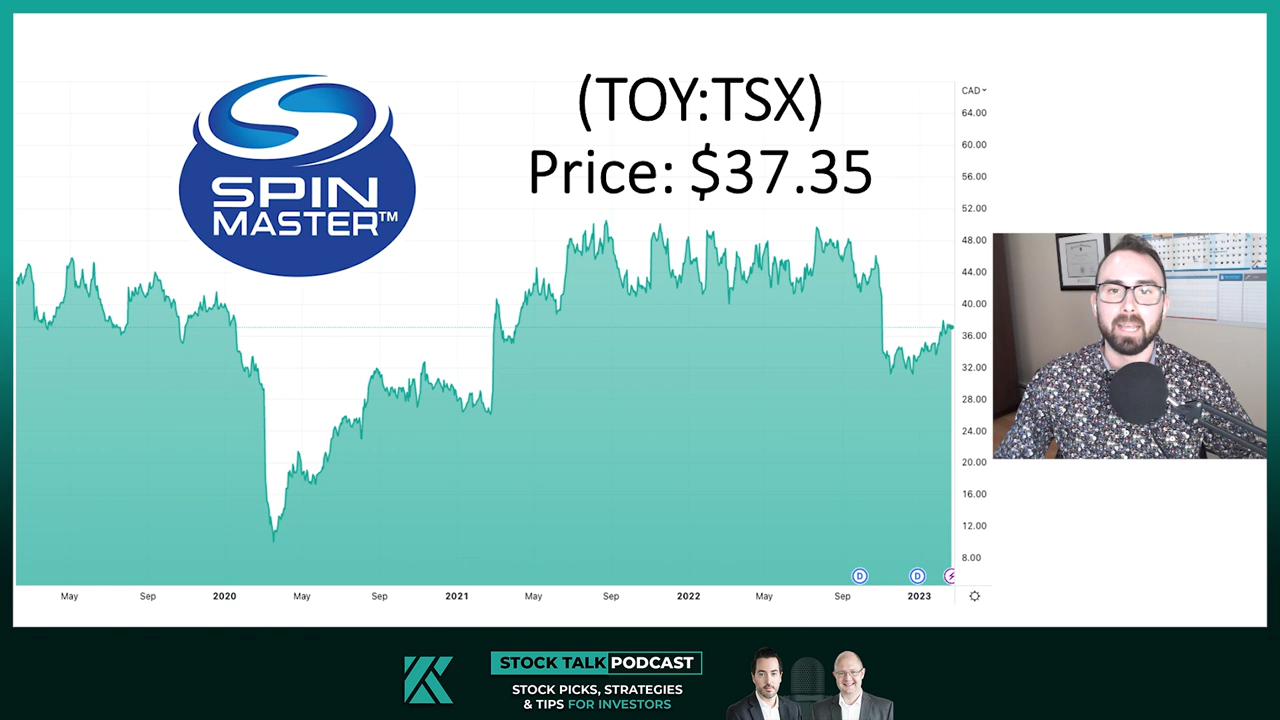 SPIN
MASTER™
(TOY:TSX)
Price: $37.35
CAD
64.00
60.00
56.00
52.00
48.00
44.00
40.00
36.00
32.00
28.00
24.00
20.00
16.00
12.00
8.00
D
D
May
Sep
2020
May
Sep
2021
May
Sep
2022
May
Sep
2023
STOCK TALK PODCAST
STOCK PICKS, STRATEGIES
& TIPS FOR INVESTORS